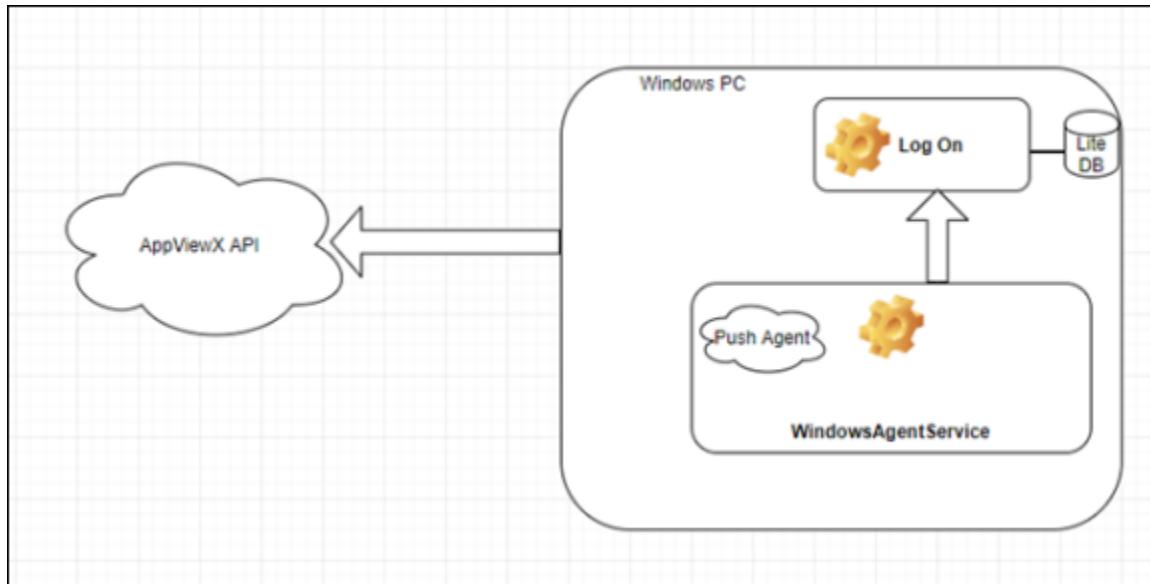 Windows PC
Log On
Lite
DB
AppViewX API
Push Agent
WindowsAgentService